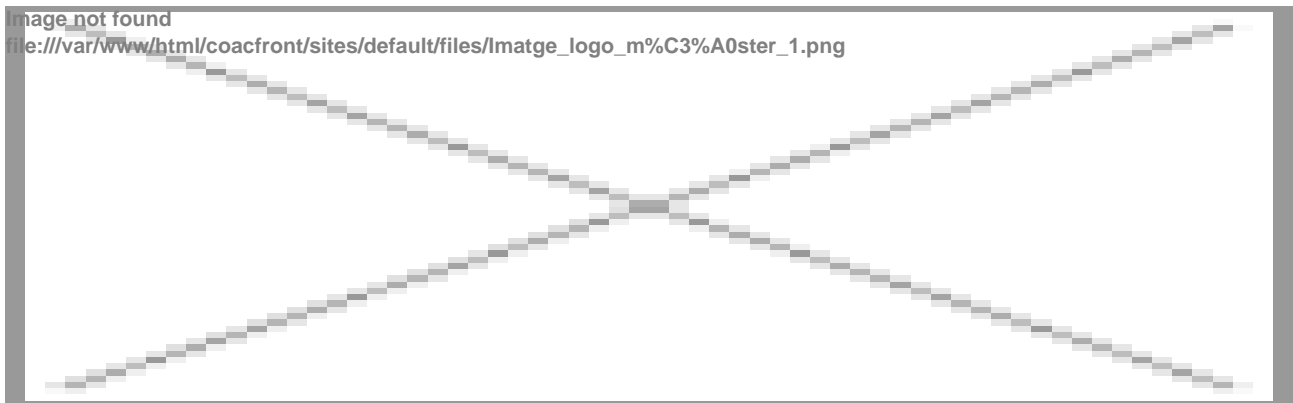 Image not found
file:///var/www/html/coacfront/sites/default/files/Imatge_logo_m%C3%A0ster_1.png